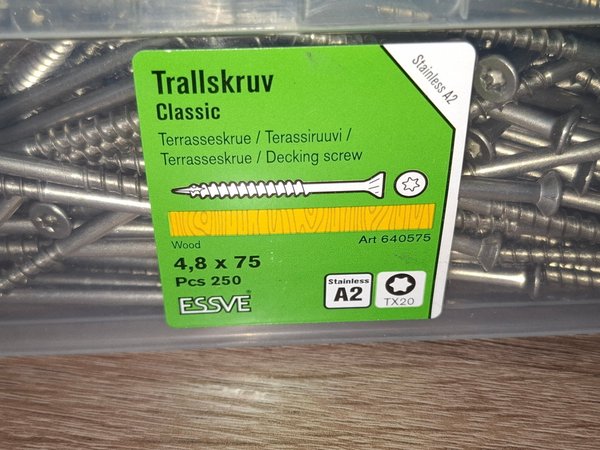 Trallskruv
Classic
Stainless A2
Terrasseskrue / Terassiruuvi /
Terrasseskrue / Decking screw
Wood
Art 640575
4,8 x 75
Pcs 250
ESSVE®
Stainless
A2
TX20